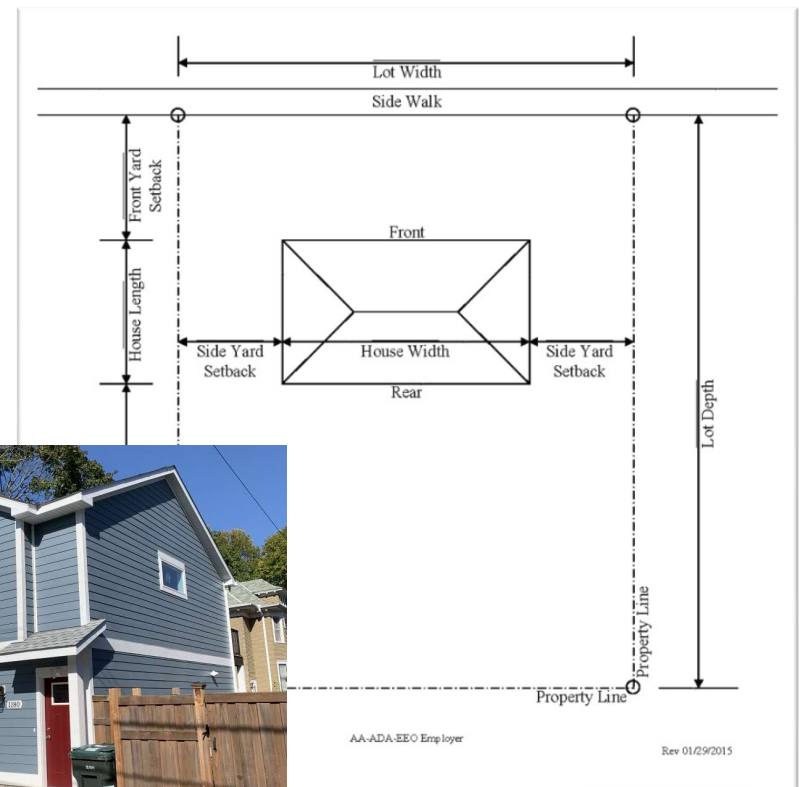 Lot Width
Side Walk
Front Yard
Setback
Front
House Length
Side Yard
Setback
House Width
Side Yard
Setback
Rear
Lot Depth
1180
Property Line
Property Line
AA-ADA-EEO Employer
Rev 01/29/2015